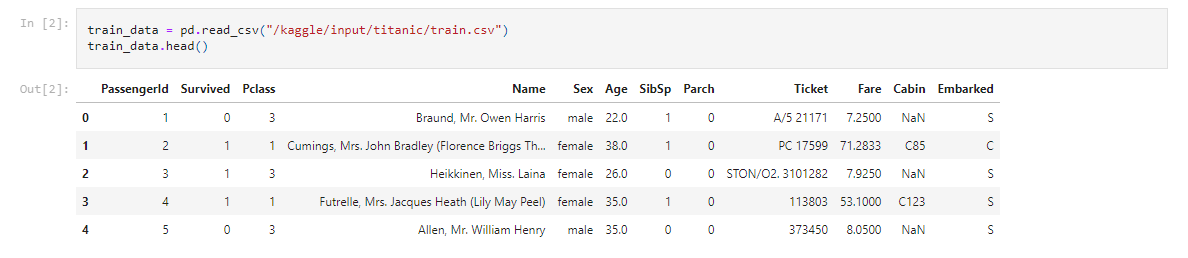 In [2]:
train_data = pd.read_csv("/kaggle/input/titanic/train.csv")
train_data.head()
Out[2]:
PassengerId Survived Pclass Name Sex Age SibSp Parch Ticket Fare Cabin Embarked
0 1 0 3 Braund, Mr. Owen Harris male 22.0 1 0 A/5 21171 7.2500 NaN S
1 2 1 1 Cumings, Mrs. John Bradley (Florence Briggs Th... female 38.0 1 0 PC 17599 71.2833 C85 C
2 3 1 3 Heikkinen, Miss. Laina female 26.0 0 0 STON/O2. 3101282 7.9250 NaN S
3 4 1 1 Futrelle, Mrs. Jacques Heath (Lily May Peel) female 35.0 1 0 113803 53.1000 C123 S
4 5 0 3 Allen, Mr. William Henry male 35.0 0 0 373450 8.0500 NaN S